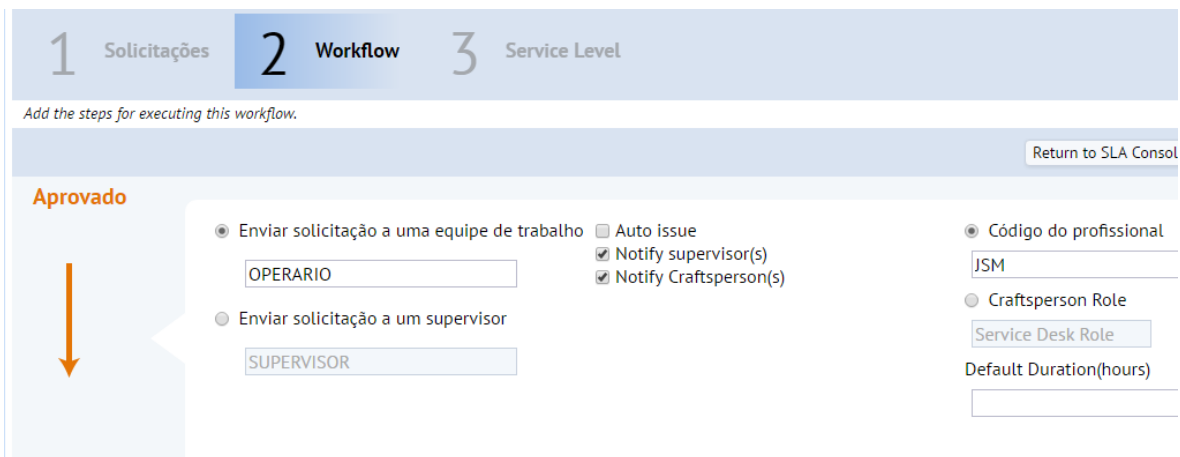 1 Solicitações 2 Workflow 3 Service Level
Add the steps for executing this workflow.
Return to SLA Consol
Aprovado
Enviar solicitação a uma equipe de trabalho
OPERARIO
Enviar solicitação a um supervisor
SUPERVISOR
Auto issue
Notify supervisor(s)
Notify Craftsperson(s)
Código do profissional
JSM
Craftsperson Role
Service Desk Role
Default Duration(hours)